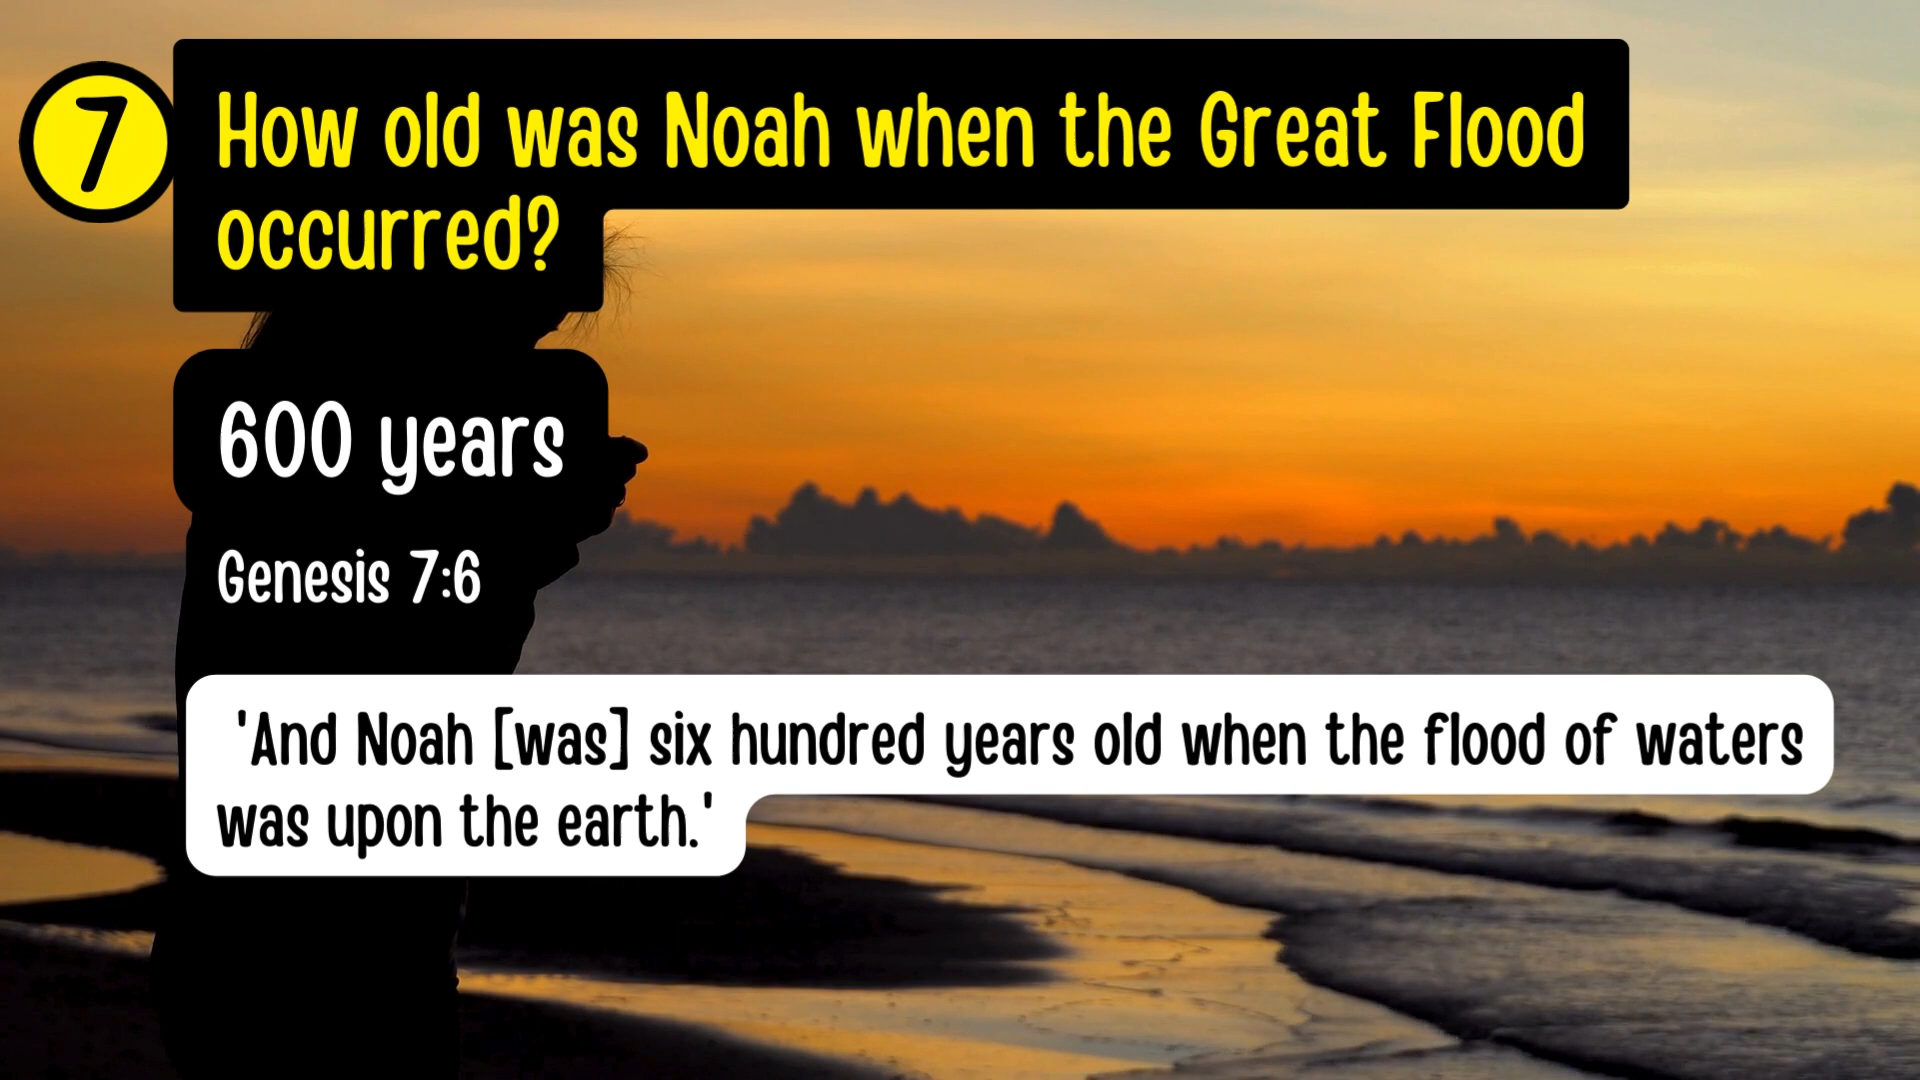 7
How old was Noah when the Great Flood
occurred?
600 years
Genesis 7:6
'And Noah [was] six hundred years old when the flood of waters
was upon the earth.'